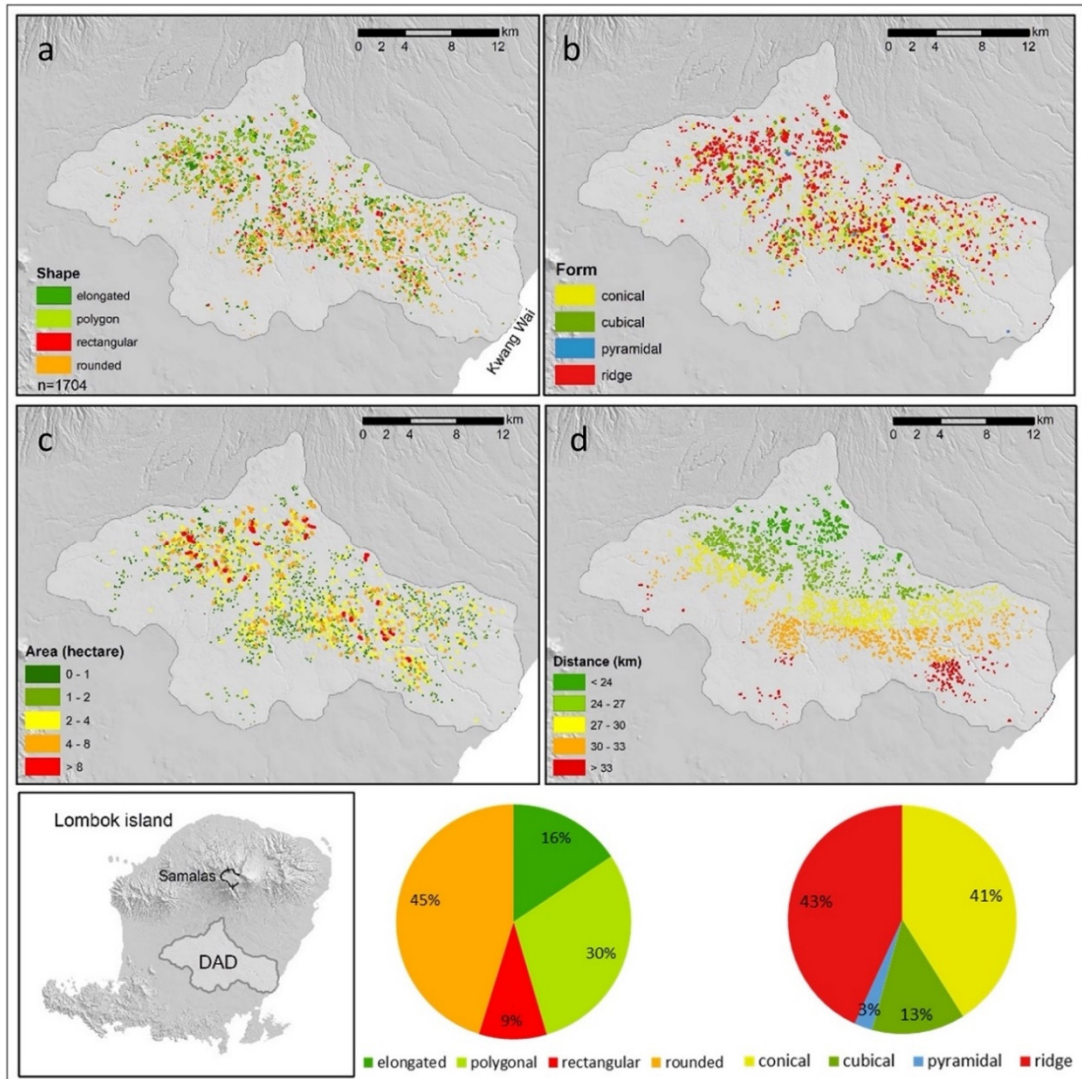 a
km
0 2 4 8 12
Shape
elongated
polygon
rectangular
rounded
n=1704
Kwang Wai
b
km
0 2 4 8 12
Form
conical
cubical
pyramidal
ridge
c
km
0 2 4 8 12
Area (hectare)
0 - 1
1 - 2
2 - 4
4 - 8
> 8
d
km
0 2 4 8 12
Distance (km)
< 24
24 - 27
27 - 30
30 - 33
> 33
Lombok island
Samalas
DAD
16%
45%
30%
9%
43%
41%
3%
13%
elongated polygonal rectangular rounded conical cubical pyramidal ridge